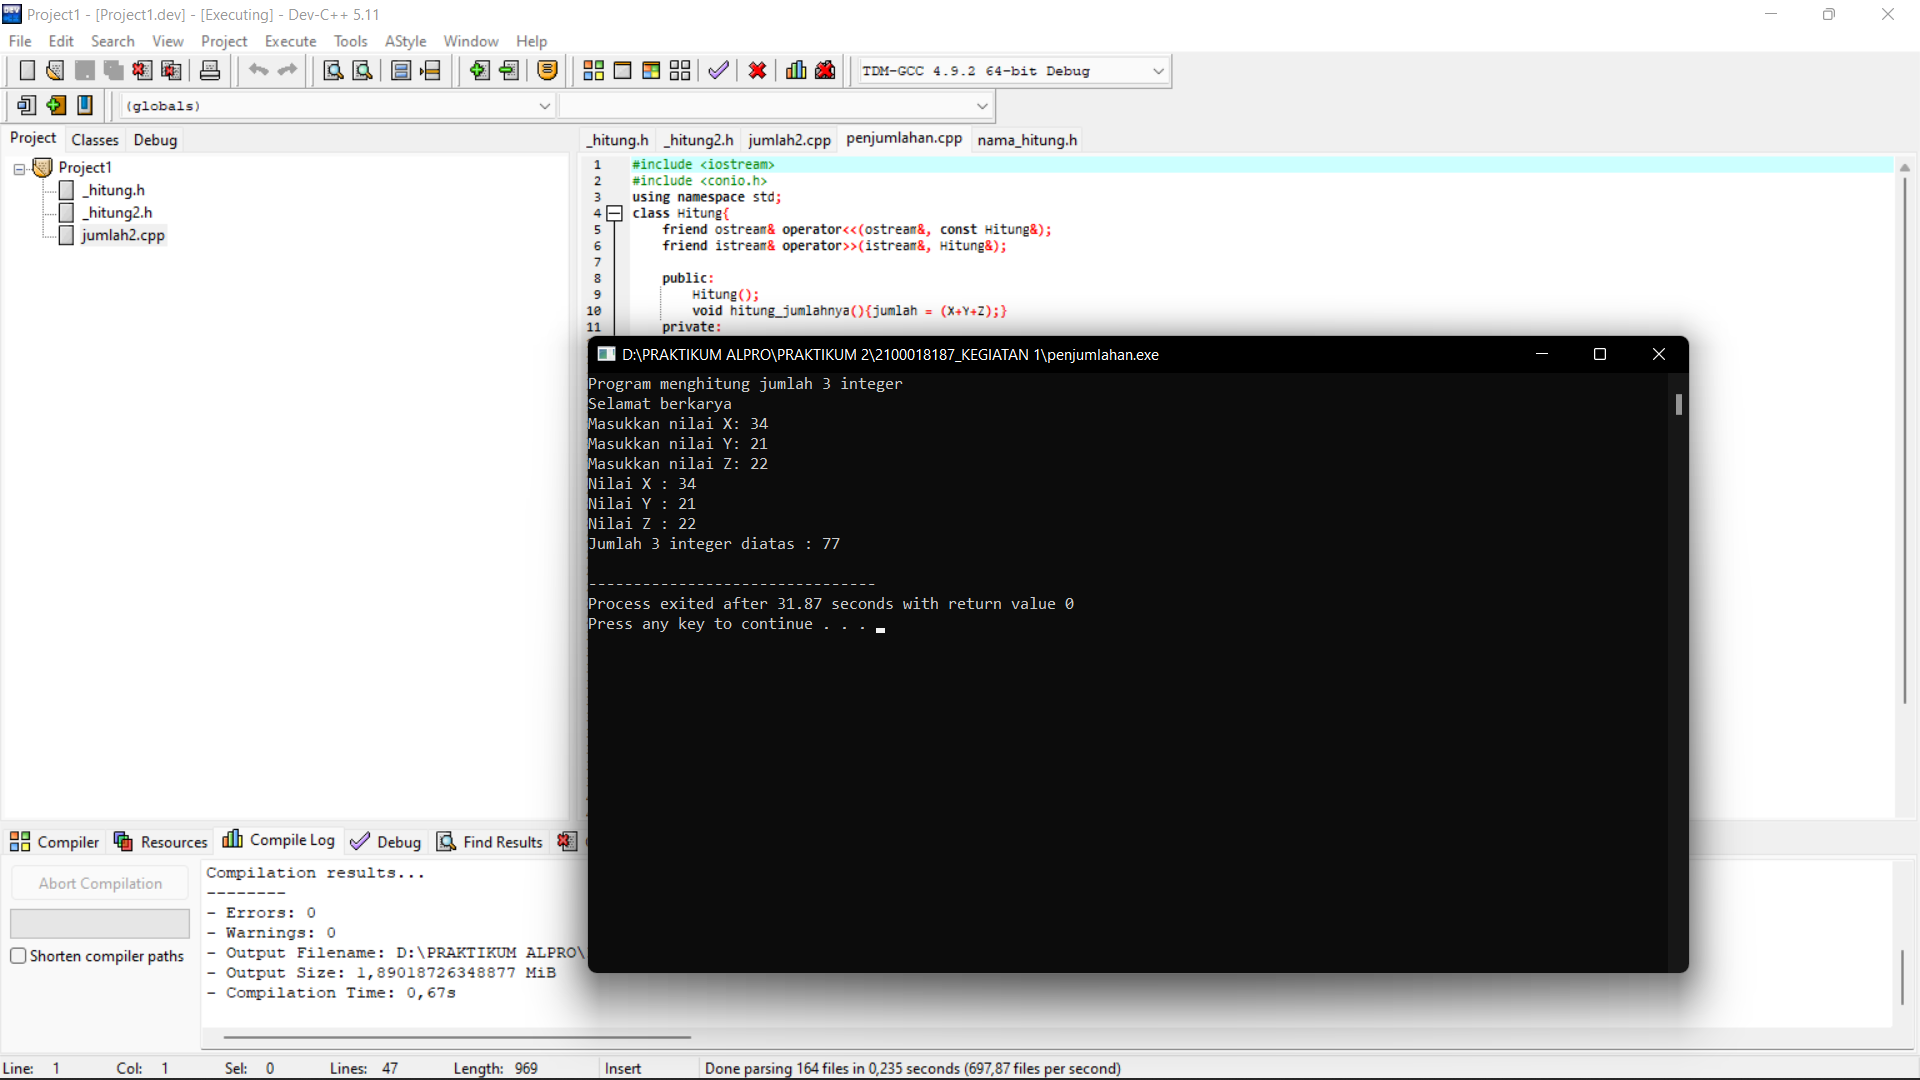 Project1 - [Project1.dev] - [Executing] - Dev-C++ 5.11
File Edit Search View Project Execute Tools AStyle Window Help
TDM-GCC 4.9.2 64-bit Debug
(globals)
Project Classes Debug
_hitung.h _hitung2.h jumlah2.cpp penjumlahan.cpp nama_hitung.h
Project1
_hitung.h
_hitung2.h
jumlah2.cpp
1 #include <iostream>
2 #include <conio.h>
3 using namespace std;
4 class Hitung{
5 friend ostream& operator<<(ostream&, const Hitung&);
6 friend istream& operator>>(istream&, Hitung&);
7
8 public:
9 Hitung();
10 void hitung_jumlahnya(){jumlah = (X+Y+Z);}
11 private:
D:\PRAKTIKUM ALPRO\PRAKTIKUM 2\2100018187_KEGIATAN 1\penjumlahan.exe
Program menghitung jumlah 3 integer
Selamat berkarya
Masukkan nilai X: 34
Masukkan nilai Y: 21
Masukkan nilai Z: 22
Nilai X : 34
Nilai Y : 21
Nilai Z : 22
Jumlah 3 integer diatas : 77
--------------------------------
Process exited after 31.87 seconds with return value 0
Press any key to continue . . .
Compiler Resources Compile Log Debug Find Results
Abort Compilation
Shorten compiler paths
Compilation results...
--------
- Errors: 0
- Warnings: 0
- Output Filename: D:\PRAKTIKUM ALPRO\
- Output Size: 1,89018726348877 MiB
- Compilation Time: 0,67s
Line: 1 Col: 1 Sel: 0 Lines: 47 Length: 969 Insert Done parsing 164 files in 0,235 seconds (697,87 files per second)